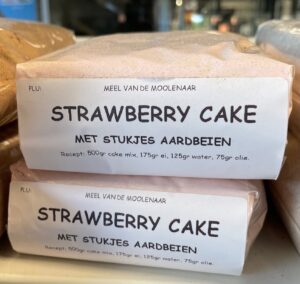 PLU:
MEEL VAN DE MOOLENAAR
STRAWBERRY CAKE
MET STUKJES AARDBEIEN
Recept: 500gr cake mix, 175gr ei, 125gr water, 75gr olie.
PLU:
MEEL VAN DE MOOLENAAR
STRAWBERRY CAKE
MET STUKJES AARDBEIEN
Recept: 500gr cake mix, 175gr ei, 125gr water, 75gr olie.